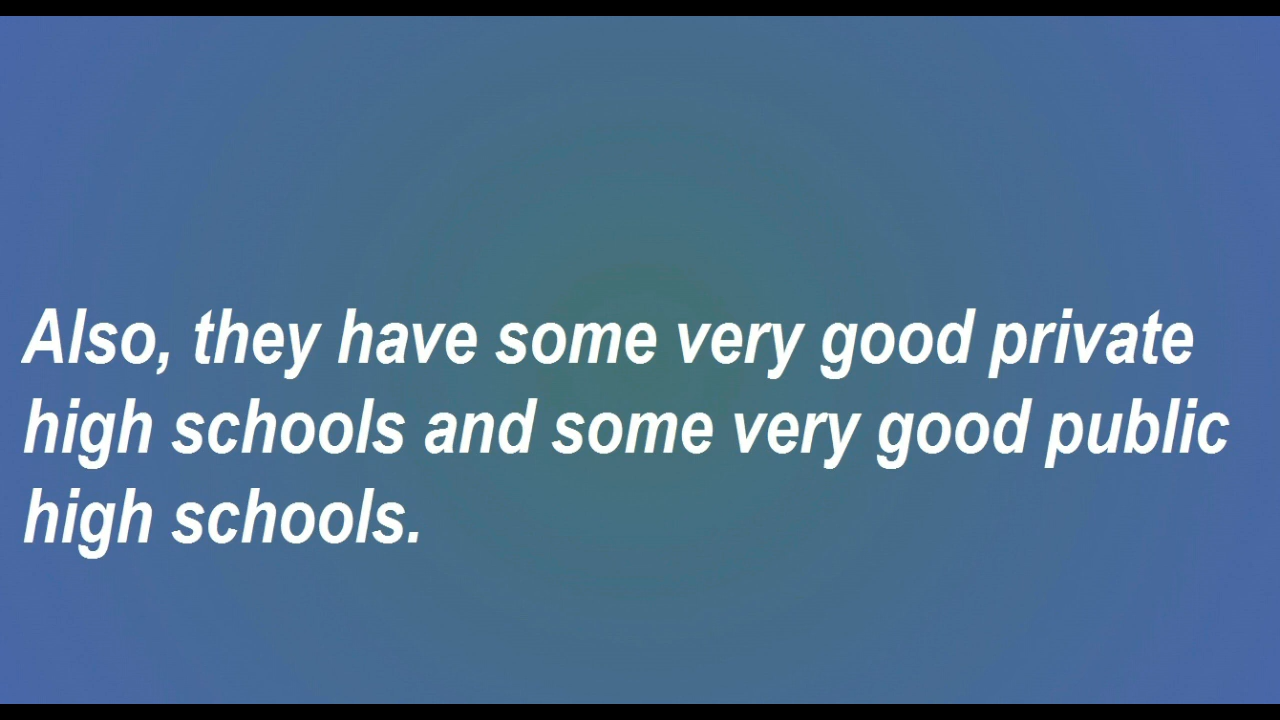 Also, they have some very good private
high schools and some very good public
high schools.